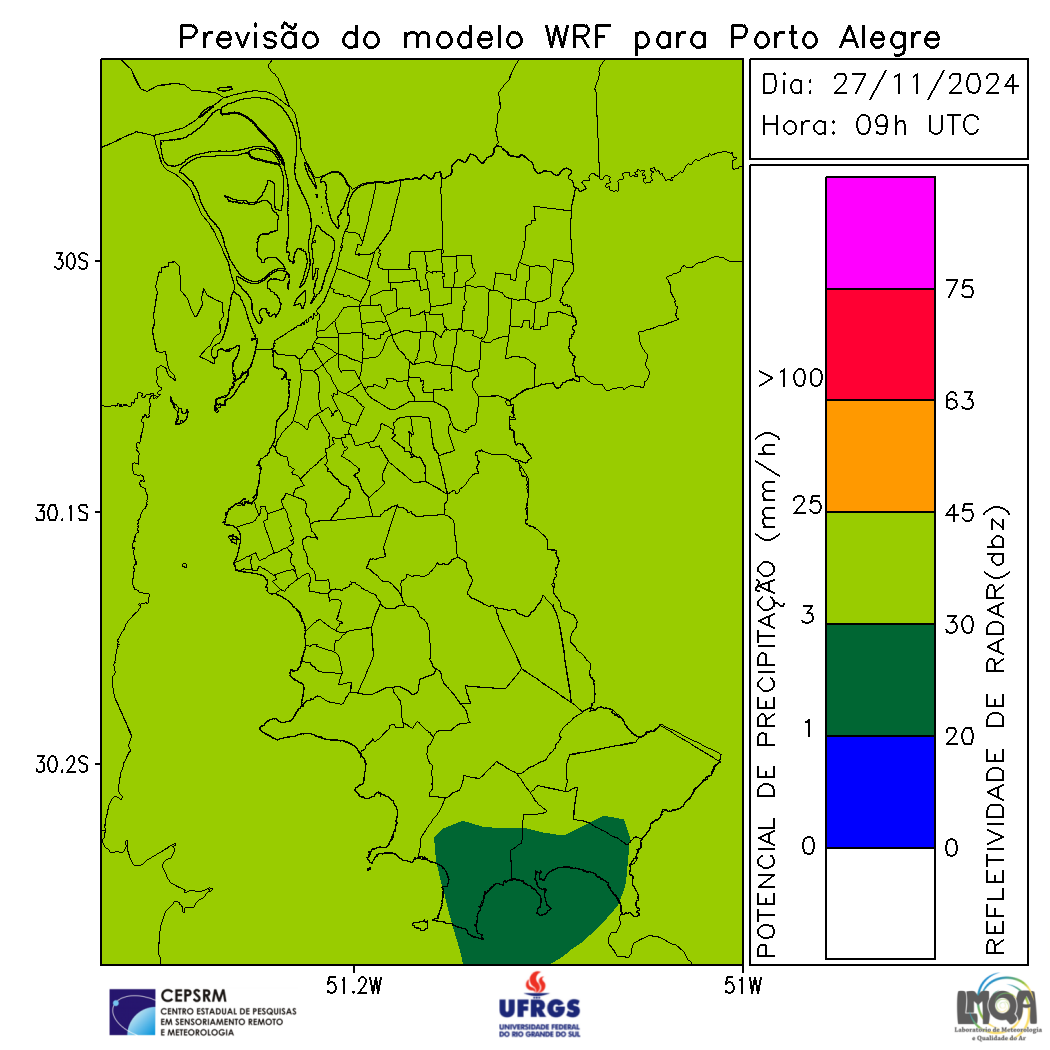 Previsão do modelo WRF para Porto Alegre
Dia: 27/11/2024
Hora: 09h UTC
30S
30.1S
30.2S
51.2W
51W
POTENCIAL DE PRECIPITAÇÃO (mm/h)
>100
25
3
1
0
75
63
45
30
20
0
REFLETIVIDADE DE RADAR(dbz)
CEPSRM
CENTRO ESTADUAL DE PESQUISAS
EM SENSORIAMENTO REMOTO
E METEOROLOGIA
UFRGS
UNIVERSIDADE FEDERAL
DO RIO GRANDE DO SUL
LMQA
Laboratório de Meteorologia
e Qualidade do Ar